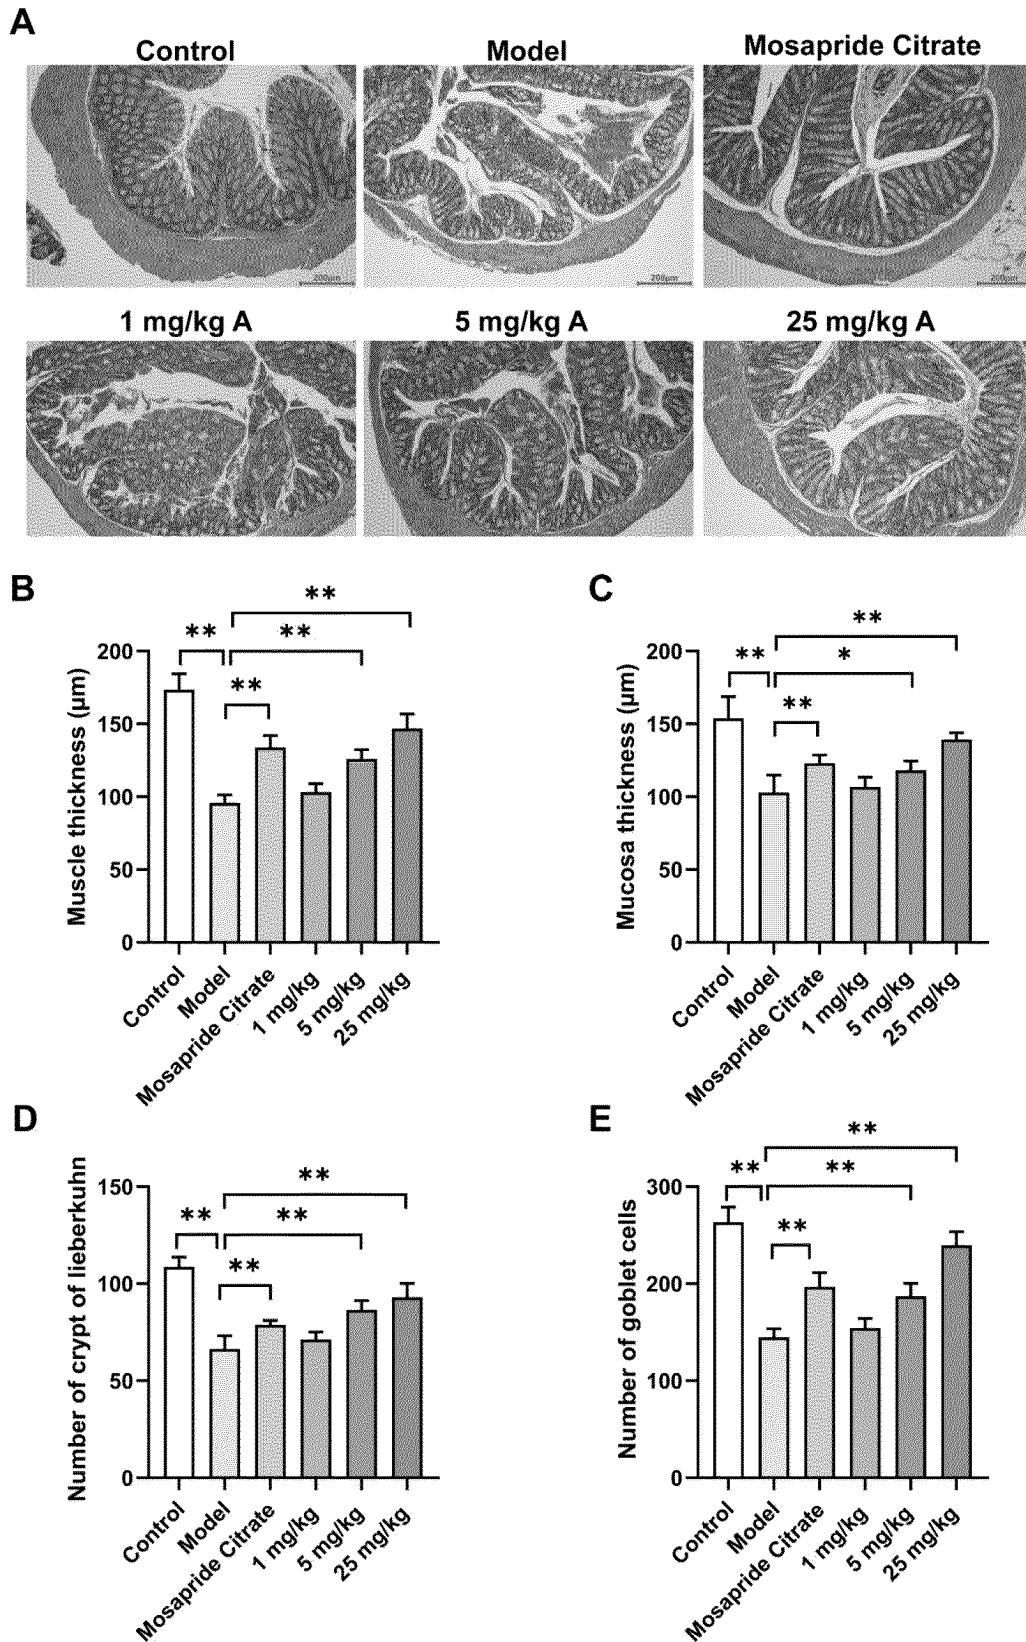 A
Control
Model
Mosapride Citrate
200µm
200µm
200µm
1 mg/kg A
5 mg/kg A
25 mg/kg A
B
Muscle thickness (µm)
200
150
100
50
0
**
**
**
**
Control
Model
Mosapride Citrate
1 mg/kg
5 mg/kg
25 mg/kg
C
Mucosa thickness (µm)
200
150
100
50
0
**
*
**
**
Control
Model
Mosapride Citrate
1 mg/kg
5 mg/kg
25 mg/kg
D
Number of crypt of lieberkuhn
150
100
50
0
**
**
**
**
Control
Model
Mosapride Citrate
1 mg/kg
5 mg/kg
25 mg/kg
E
Number of goblet cells
300
200
100
0
**
**
**
**
Control
Model
Mosapride Citrate
1 mg/kg
5 mg/kg
25 mg/kg